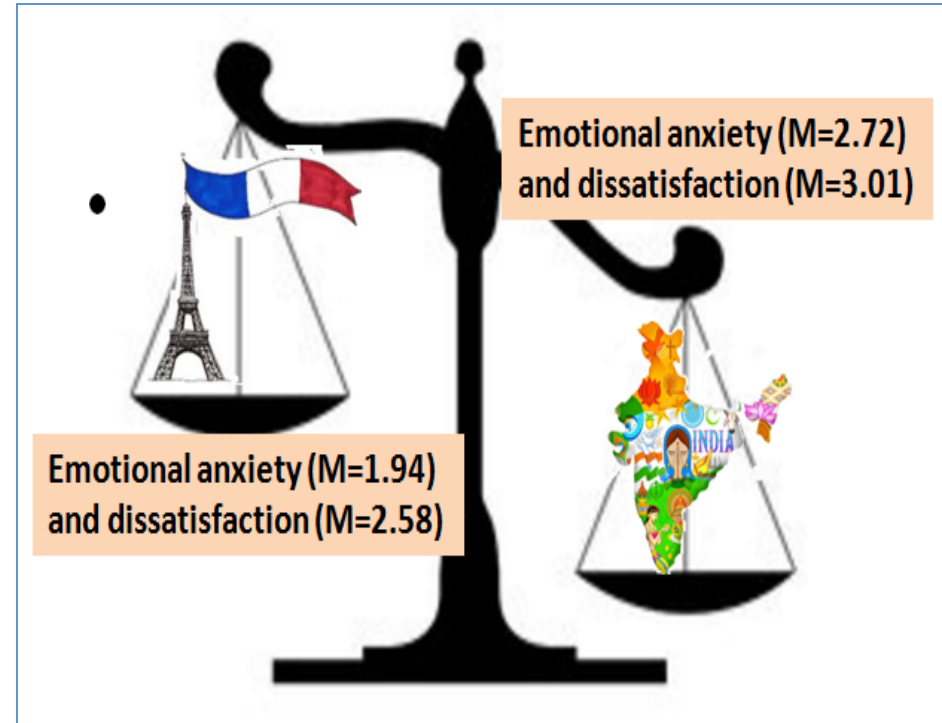 Emotional anxiety (M=2.72)
and dissatisfaction (M=3.01)
INDIA
Emotional anxiety (M=1.94)
and dissatisfaction (M=2.58)